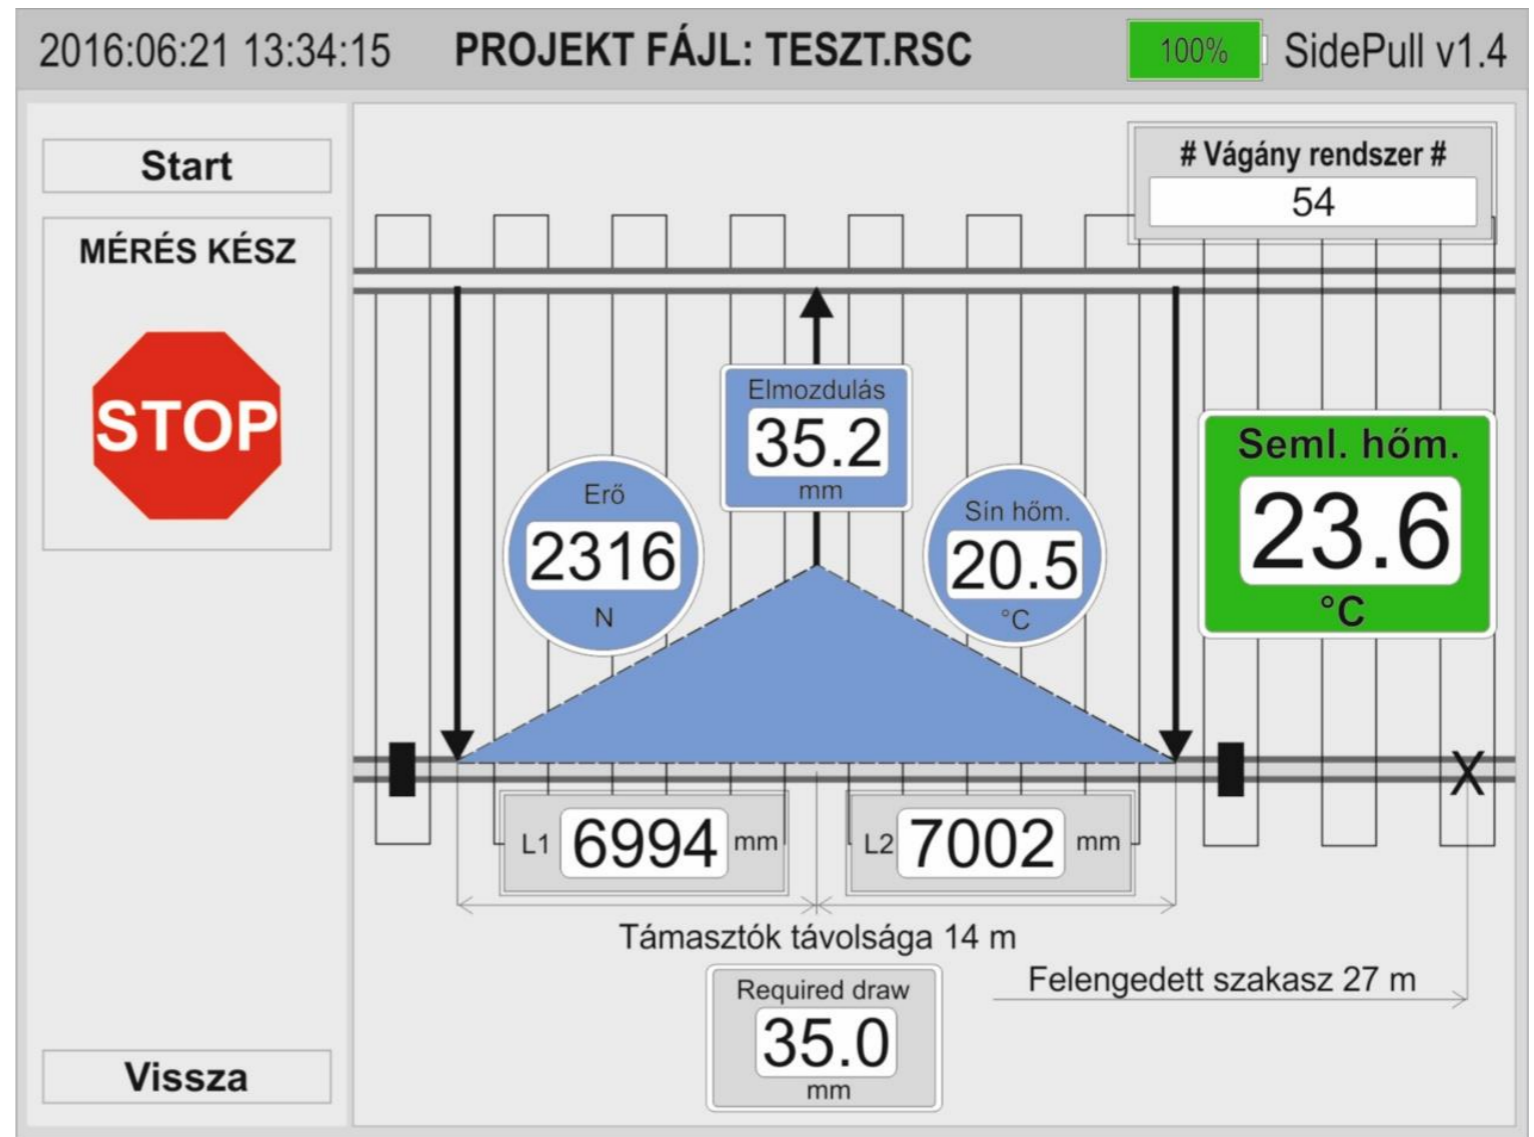 2016:06:21 13:34:15 PROJEKT FÁJL: TESZT.RSC 100% SidePull v1.4
Start
MÉRÉS KÉSZ
STOP
Vissza
# Vágány rendszer #
54
Elmozdulás
35.2
mm
Erő
2316
N
Sín hőm.
20.5
°C
Seml. hőm.
23.6
°C
L1 6994 mm
L2 7002 mm
Támasztók távolsága 14 m
Felengedett szakasz 27 m
X
Required draw
35.0
mm